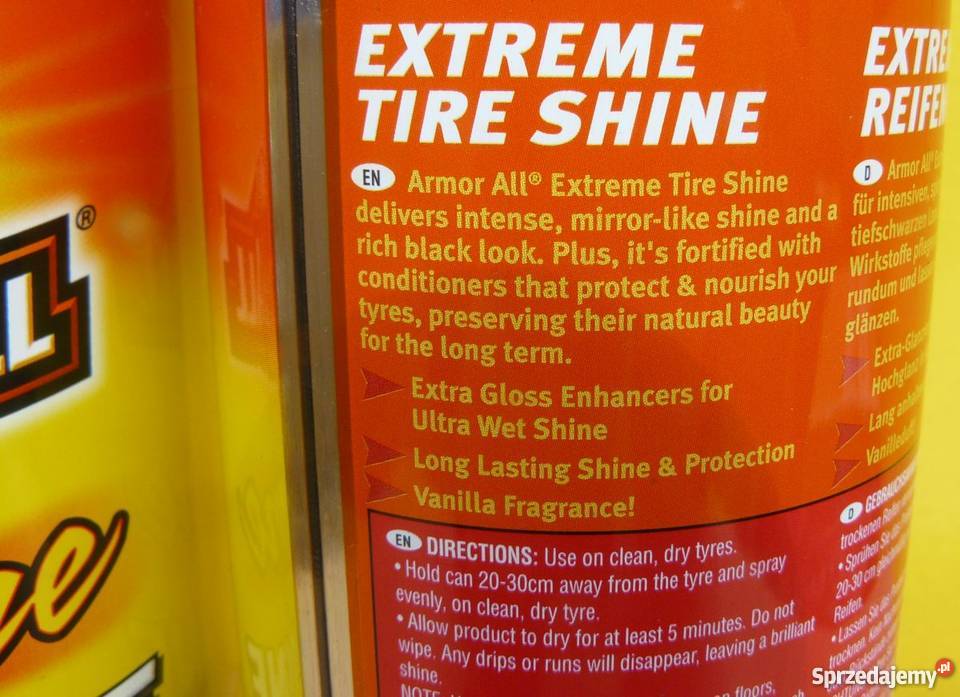 EXTREME
TIRE SHINE
EN Armor All® Extreme Tire Shine
delivers intense, mirror-like shine and a
rich black look. Plus, it's fortified with
conditioners that protect & nourish your
tyres, preserving their natural beauty
for the long term.
Extra Gloss Enhancers for
Ultra Wet Shine
Long Lasting Shine & Protection
Vanilla Fragrance!
EN DIRECTIONS: Use on clean, dry tyres.
• Hold can 20-30cm away from the tyre and spray
evenly, on clean, dry tyre.
• Allow product to dry for at least 5 minutes. Do not
wipe. Any drips or runs will disappear, leaving a brilliant
shine.
floors,
D Armor All®
für intensiven,
tiefschwarzen
Wirkstoffe
rundum und
glänzen.
Hochglanz
Lang
D
trockenen Reifen
• Sprühen Sie das
20-30 cm
Reifen.
• Lassen Sie das
trocknen. Kein
®
Sprzedajemy.pl